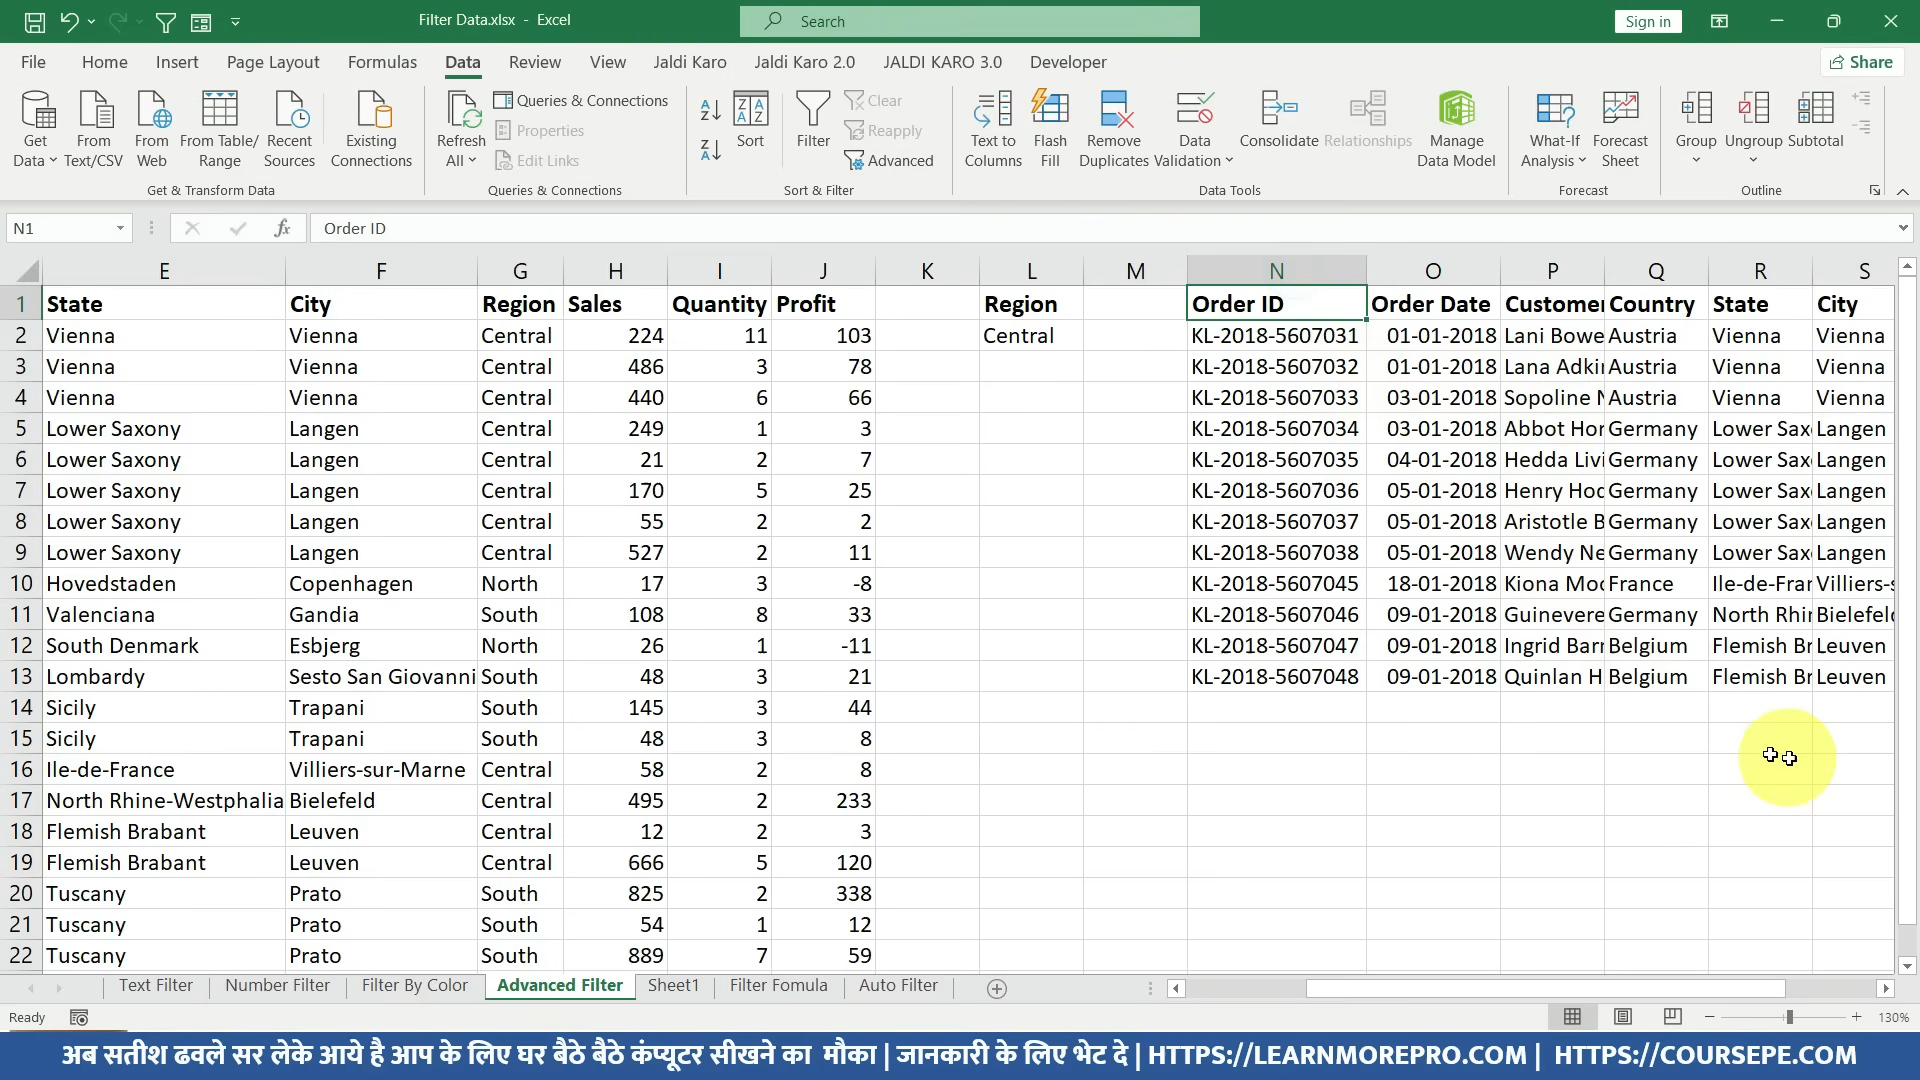 Filter Data.xlsx - Excel
Search
Sign in
File Home Insert Page Layout Formulas Data Review View Jaldi Karo Jaldi Karo 2.0 JALDI KARO 3.0 Developer Share
Get Data From Text/CSV From Web From Table/ Range Recent Sources Existing Connections
Get & Transform Data
Refresh All Queries & Connections Properties Edit Links
Queries & Connections
Sort Filter Clear Reapply Advanced
Sort & Filter
Text to Columns Flash Fill Remove Duplicates Data Validation Consolidate Relationships Manage Data Model
Data Tools
What-If Analysis Forecast Sheet
Forecast
Group Ungroup Subtotal
Outline
N1 fx Order ID
E F G H I J K L M N O P Q R S
1 State City Region Sales Quantity Profit Region Order ID Order Date Customer Country State City
2 Vienna Vienna Central 224 11 103 Central KL-2018-5607031 01-01-2018 Lani Bowe Austria Vienna Vienna
3 Vienna Vienna Central 486 3 78 KL-2018-5607032 01-01-2018 Lana Adki Austria Vienna Vienna
4 Vienna Vienna Central 440 6 66 KL-2018-5607033 03-01-2018 Sopoline Austria Vienna Vienna
5 Lower Saxony Langen Central 249 1 3 KL-2018-5607034 03-01-2018 Abbot Hor Germany Lower Sax Langen
6 Lower Saxony Langen Central 21 2 7 KL-2018-5607035 04-01-2018 Hedda Livi Germany Lower Sax Langen
7 Lower Saxony Langen Central 170 5 25 KL-2018-5607036 05-01-2018 Henry Hod Germany Lower Sax Langen
8 Lower Saxony Langen Central 55 2 2 KL-2018-5607037 05-01-2018 Aristotle B Germany Lower Sax Langen
9 Lower Saxony Langen Central 527 2 11 KL-2018-5607038 05-01-2018 Wendy Ne Germany Lower Sax Langen
10 Hovedstaden Copenhagen North 17 3 -8 KL-2018-5607045 18-01-2018 Kiona Moo France Ile-de-Fran Villiers-s
11 Valenciana Gandia South 108 8 33 KL-2018-5607046 09-01-2018 Guinevere Germany North Rhin Bielefeld
12 South Denmark Esbjerg North 26 1 -11 KL-2018-5607047 09-01-2018 Ingrid Barr Belgium Flemish Br Leuven
13 Lombardy Sesto San Giovanni South 48 3 21 KL-2018-5607048 09-01-2018 Quinlan H Belgium Flemish Br Leuven
14 Sicily Trapani South 145 3 44
15 Sicily Trapani South 48 3 8
16 Ile-de-France Villiers-sur-Marne Central 58 2 8
17 North Rhine-Westphalia Bielefeld Central 495 2 233
18 Flemish Brabant Leuven Central 12 2 3
19 Flemish Brabant Leuven Central 666 5 120
20 Tuscany Prato South 825 2 338
21 Tuscany Prato South 54 1 12
22 Tuscany Prato South 889 7 59
Text Filter Number Filter Filter By Color Advanced Filter Sheet1 Filter Fomula Auto Filter
Ready 130%
अब सतीश ढवले सर लेके आये है आप के लिए घर बैठे बैठे कंप्यूटर सीखने का मौका | जानकारी के लिए भेट दे | HTTPS://LEARNMOREPRO.COM | HTTPS://COURSEPE.COM